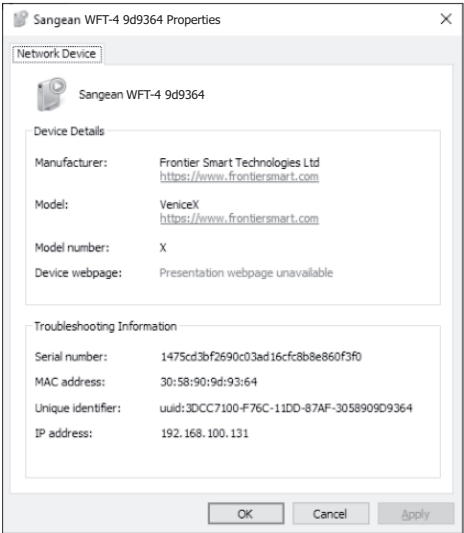 Sangean WFT-4 9d9364 Properties
Network Device
Sangean WFT-4 9d9364
Device Details
Manufacturer: Frontier Smart Technologies Ltd
https://www.frontiersmart.com
Model: VeniceX
https://www.frontiersmart.com
Model number: X
Device webpage: Presentation webpage unavailable
Troubleshooting Information
Serial number: 1475cd3bf2690c03ad16cfc8b8e860f3f0
MAC address: 30:58:90:9d:93:64
Unique identifier: uuid:3DCC7100-F76C-11DD-87AF-3058909D9364
IP address: 192.168.100.131
OK Cancel Apply